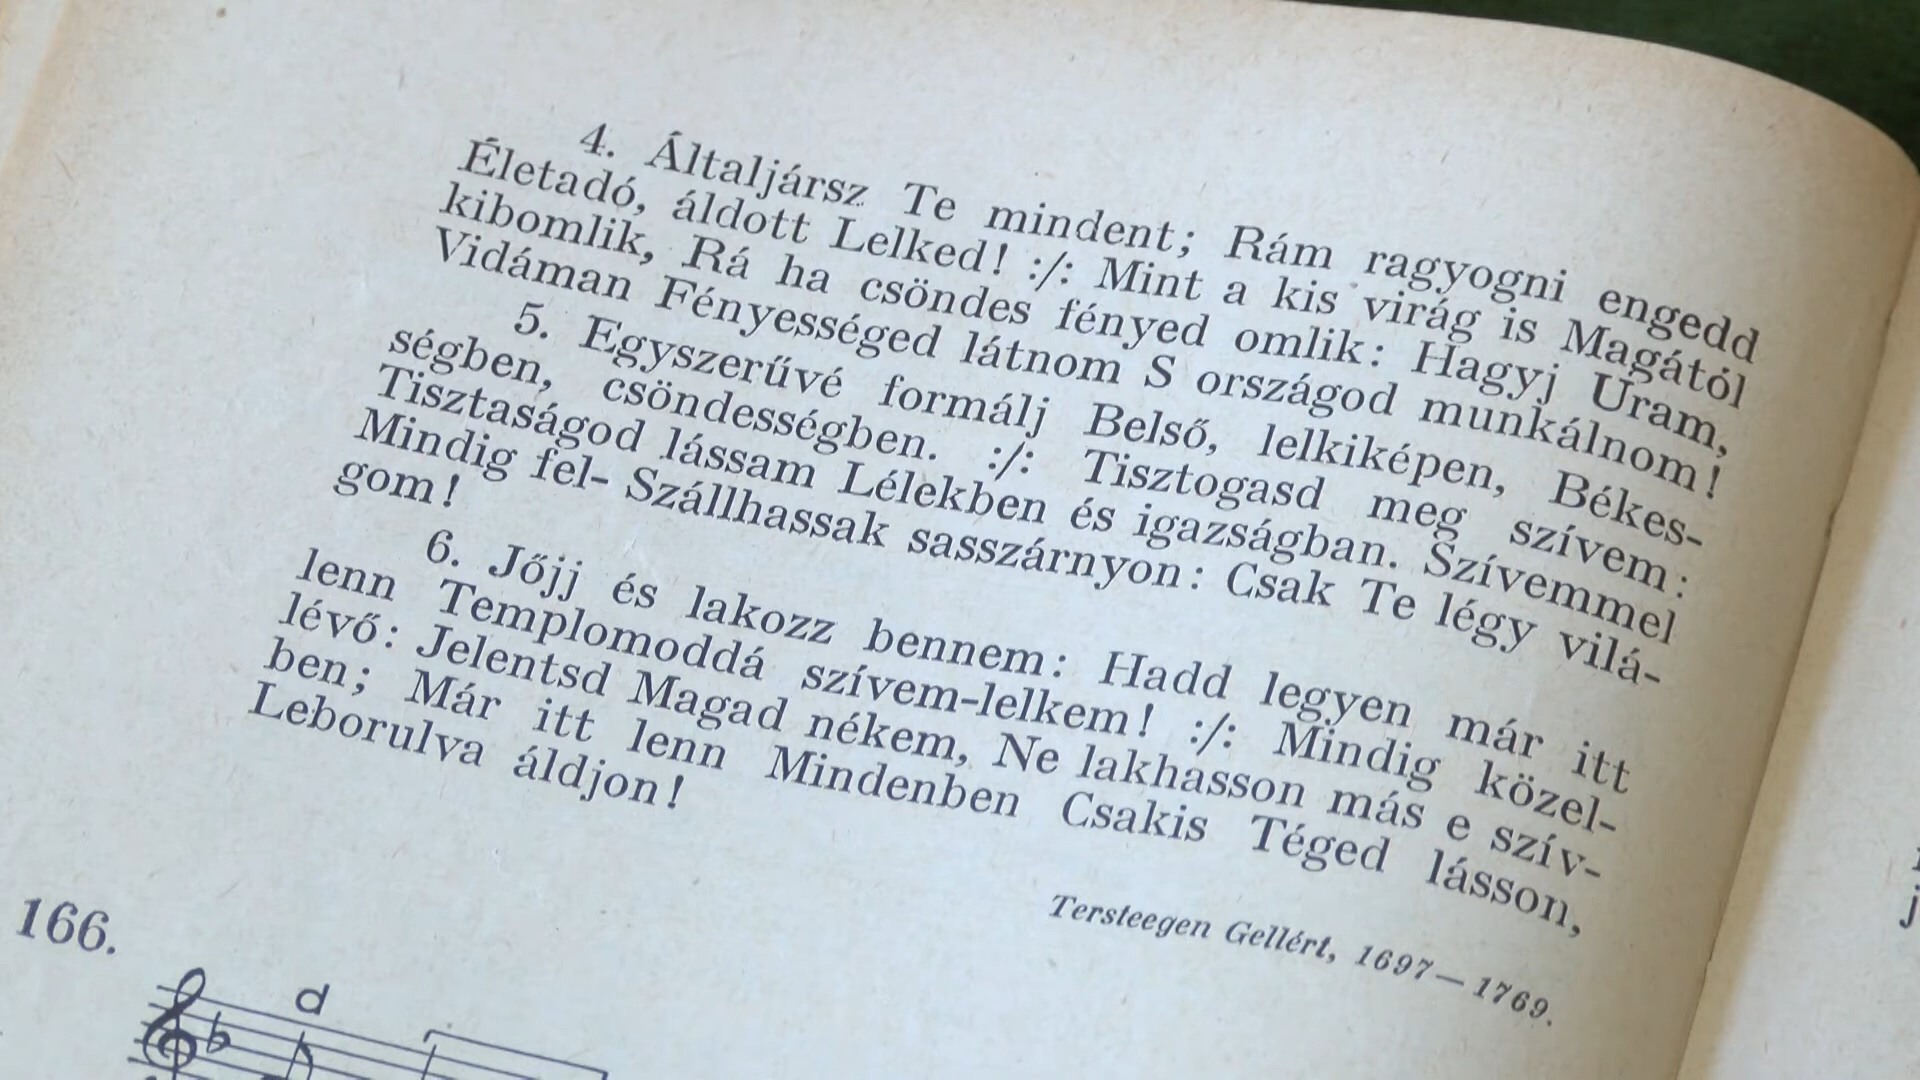 4. Általjársz Te mindent; Rám ragyogni engedd
Életadó, áldott Lelked! :/: Mint a kis virág is Magától
kibomlik, Rá ha csöndes fényed omlik: Hagyj Uram,
Vidáman Fényességed látnom S országod munkálnom!
5. Egyszerűvé formálj Belső, lelkiképen, Békes-
ségben, csöndességben. :/: Tisztogasd meg szívem:
Tisztaságod lássam Lélekben és igazságban. Szívemmel
Mindig fel- Szállhassak sasszárnyon: Csak Te légy vilá-
gom!
6. Jőjj és lakozz bennem: Hadd legyen már itt
lenn Templomoddá szívem-lelkem! :/: Mindig közel-
lévő: Jelentsd Magad nékem, Ne lakhasson más e szív-
ben; Már itt lenn Mindenben Csakis Téged lásson,
Leborulva áldjon!
Tersteegen Gellért, 1697—1769.
166.
d